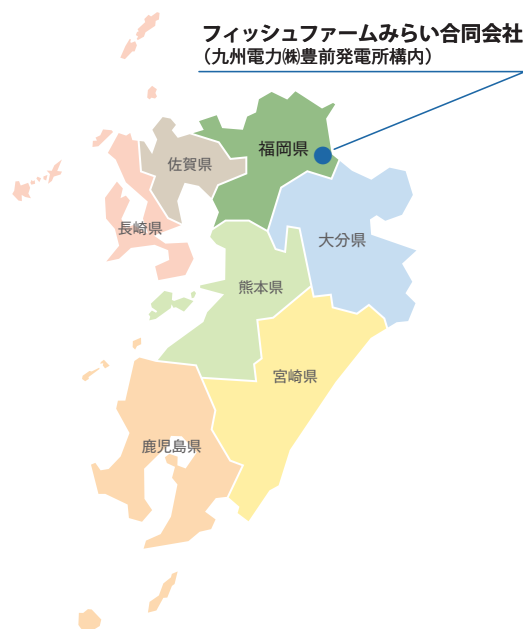 フィッシュファームみらい合同会社
（九州電力㈱豊前発電所構内）
福岡県
佐賀県
長崎県
大分県
熊本県
宮崎県
鹿児島県